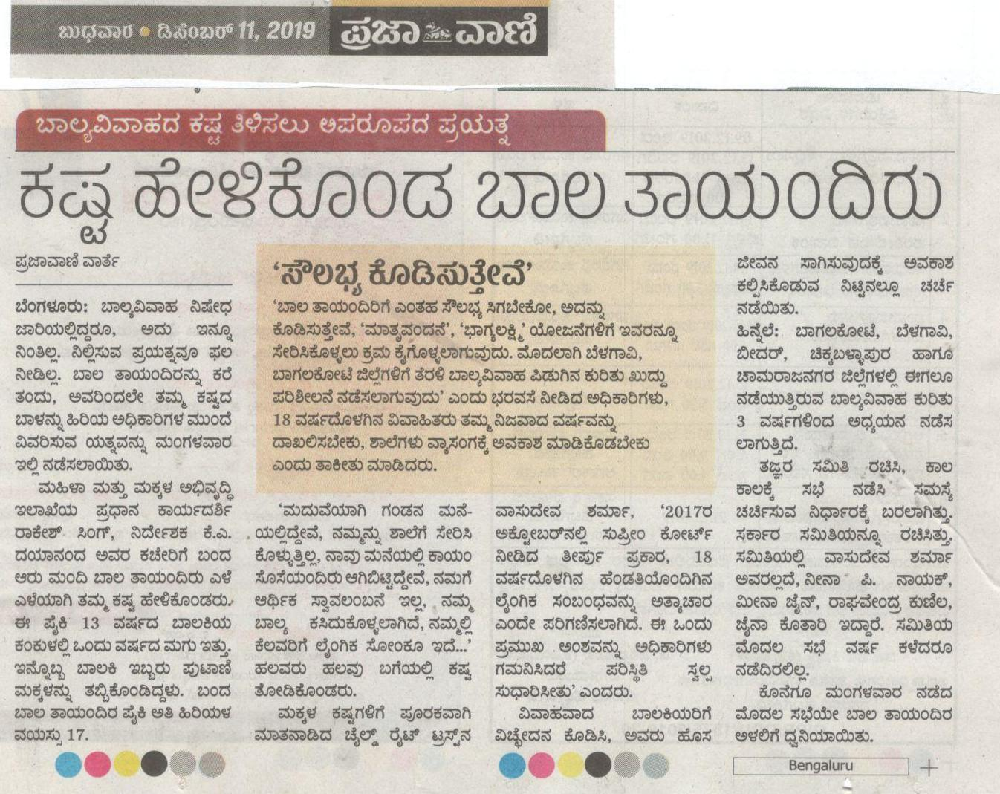 ಬುಧವಾರ ● ಡಿಸೆಂಬರ್ 11, 2019
ಪ್ರಜಾವಾಣಿ
ಬಾಲ್ಯವಿವಾಹದ ಕಷ್ಟ ತಿಳಿಸಲು ಅಪರೂಪದ ಪ್ರಯತ್ನ
ಕಷ್ಟ ಹೇಳಿಕೊಂಡ ಬಾಲ ತಾಯಂದಿರು
ಪ್ರಜಾವಾಣಿ ವಾರ್ತೆ
ಬೆಂಗಳೂರು: ಬಾಲ್ಯವಿವಾಹ ನಿಷೇಧ
ಜಾರಿಯಲ್ಲಿದ್ದರೂ, ಅದು ಇನ್ನೂ
ನಿಂತಿಲ್ಲ. ನಿಲ್ಲಿಸುವ ಪ್ರಯತ್ನವೂ ಫಲ
ನೀಡಿಲ್ಲ. ಬಾಲ ತಾಯಂದಿರನ್ನು ಕರೆ
ತಂದು, ಅವರಿಂದಲೇ ತಮ್ಮ ಕಷ್ಟದ
ಬಾಳನ್ನು ಹಿರಿಯ ಅಧಿಕಾರಿಗಳ ಮುಂದೆ
ವಿವರಿಸುವ ಯತ್ನವನ್ನು ಮಂಗಳವಾರ
ಇಲ್ಲಿ ನಡೆಸಲಾಯಿತು.
ಮಹಿಳಾ ಮತ್ತು ಮಕ್ಕಳ ಅಭಿವೃದ್ಧಿ
ಇಲಾಖೆಯ ಪ್ರಧಾನ ಕಾರ್ಯದರ್ಶಿ
ರಾಕೇಶ್ ಸಿಂಗ್, ನಿರ್ದೇಶಕ ಕೆ.ಎ.
ದಯಾನಂದ ಅವರ ಕಚೇರಿಗೆ ಬಂದ
ಆರು ಮಂದಿ ಬಾಲ ತಾಯಂದಿರು ಎಳೆ
ಎಳೆಯಾಗಿ ತಮ್ಮ ಕಷ್ಟ ಹೇಳಿಕೊಂಡರು.
ಈ ಪೈಕಿ 13 ವರ್ಷದ ಬಾಲಕಿಯ
ಕಂಕುಳಲ್ಲಿ ಒಂದು ವರ್ಷದ ಮಗು ಇತ್ತು.
ಇನ್ನೊಬ್ಬ ಬಾಲಕಿ ಇಬ್ಬರು ಪುಟಾಣಿ
ಮಕ್ಕಳನ್ನು ತಬ್ಬಿಕೊಂಡಿದ್ದಳು. ಬಂದ
ಬಾಲ ತಾಯಂದಿರ ಪೈಕಿ ಅತಿ ಹಿರಿಯಳ
ವಯಸ್ಸು 17.
'ಸೌಲಭ್ಯ ಕೊಡಿಸುತ್ತೇವೆ'
'ಬಾಲ ತಾಯಂದಿರಿಗೆ ಎಂತಹ ಸೌಲಭ್ಯ ಸಿಗಬೇಕೋ, ಅದನ್ನು
ಕೊಡಿಸುತ್ತೇವೆ, 'ಮಾತೃವಂದನೆ', 'ಭಾಗ್ಯಲಕ್ಷ್ಮಿ' ಯೋಜನೆಗಳಿಗೆ ಇವರನ್ನೂ
ಸೇರಿಸಿಕೊಳ್ಳಲು ಕ್ರಮ ಕೈಗೊಳ್ಳಲಾಗುವುದು. ಮೊದಲಾಗಿ ಬೆಳಗಾವಿ,
ಬಾಗಲಕೋಟೆ ಜಿಲ್ಲೆಗಳಿಗೆ ತೆರಳಿ ಬಾಲ್ಯವಿವಾಹ ಪಿಡುಗಿನ ಕುರಿತು ಖುದ್ದು
ಪರಿಶೀಲನೆ ನಡೆಸಲಾಗುವುದು' ಎಂದು ಭರವಸೆ ನೀಡಿದ ಅಧಿಕಾರಿಗಳು,
18 ವರ್ಷದೊಳಗಿನ ವಿವಾಹಿತರು ತಮ್ಮ ನಿಜವಾದ ವರ್ಷವನ್ನು
ದಾಖಲಿಸಬೇಕು, ಶಾಲೆಗಳು ವ್ಯಾಸಂಗಕ್ಕೆ ಅವಕಾಶ ಮಾಡಿಕೊಡಬೇಕು
ಎಂದು ತಾಕೀತು ಮಾಡಿದರು.
'ಮದುವೆಯಾಗಿ ಗಂಡನ ಮನೆ-
ಯಲ್ಲಿದ್ದೇವೆ, ನಮ್ಮನ್ನು ಶಾಲೆಗೆ ಸೇರಿಸಿ
ಕೊಳ್ಳುತ್ತಿಲ್ಲ, ನಾವು ಮನೆಯಲ್ಲಿ ಕಾಯಂ
ಸೊಸೆಯಂದಿರು ಆಗಿಬಿಟ್ಟಿದ್ದೇವೆ, ನಮಗೆ
ಆರ್ಥಿಕ ಸ್ವಾವಲಂಬನೆ ಇಲ್ಲ, ನಮ್ಮ
ಬಾಲ್ಯ ಕಸಿದುಕೊಳ್ಳಲಾಗಿದೆ, ನಮ್ಮಲ್ಲಿ
ಕೆಲವರಿಗೆ ಲೈಂಗಿಕ ಸೋಂಕೂ ಇದೆ...'
ಹಲವರು ಹಲವು ಬಗೆಯಲ್ಲಿ ಕಷ್ಟ
ತೋಡಿಕೊಂಡರು.
ಮಕ್ಕಳ ಕಷ್ಟಗಳಿಗೆ ಪೂರಕವಾಗಿ
ಮಾತನಾಡಿದ ಚೈಲ್ಡ್ ರೈಟ್ ಟ್ರಸ್ಟ್‌ನ
ವಾಸುದೇವ ಶರ್ಮಾ, '2017ರ
ಅಕ್ಟೋಬರ್‌ನಲ್ಲಿ ಸುಪ್ರೀಂ ಕೋರ್ಟ್
ನೀಡಿದ ತೀರ್ಪು ಪ್ರಕಾರ, 18
ವರ್ಷದೊಳಗಿನ ಹೆಂಡತಿಯೊಂದಿಗಿನ
ಲೈಂಗಿಕ ಸಂಬಂಧವನ್ನು ಅತ್ಯಾಚಾರ
ಎಂದೇ ಪರಿಗಣಿಸಲಾಗಿದೆ. ಈ ಒಂದು
ಪ್ರಮುಖ ಅಂಶವನ್ನು ಅಧಿಕಾರಿಗಳು
ಗಮನಿಸಿದರೆ ಪರಿಸ್ಥಿತಿ ಸ್ವಲ್ಪ
ಸುಧಾರಿಸೀತು' ಎಂದರು.
ವಿವಾಹವಾದ ಬಾಲಕಿಯರಿಗೆ
ವಿಚ್ಛೇದನ ಕೊಡಿಸಿ, ಅವರು ಹೊಸ
ಜೀವನ ಸಾಗಿಸುವುದಕ್ಕೆ ಅವಕಾಶ
ಕಲ್ಪಿಸಿಕೊಡುವ ನಿಟ್ಟಿನಲ್ಲೂ ಚರ್ಚೆ
ನಡೆಯಿತು.
ಹಿನ್ನೆಲೆ: ಬಾಗಲಕೋಟೆ, ಬೆಳಗಾವಿ,
ಬೀದರ್, ಚಿಕ್ಕಬಳ್ಳಾಪುರ ಹಾಗೂ
ಚಾಮರಾಜನಗರ ಜಿಲ್ಲೆಗಳಲ್ಲಿ ಈಗಲೂ
ನಡೆಯುತ್ತಿರುವ ಬಾಲ್ಯವಿವಾಹ ಕುರಿತು
3 ವರ್ಷಗಳಿಂದ ಅಧ್ಯಯನ ನಡೆಸ
ಲಾಗುತ್ತಿದೆ.
ತಜ್ಞರ ಸಮಿತಿ ರಚಿಸಿ, ಕಾಲ
ಕಾಲಕ್ಕೆ ಸಭೆ ನಡೆಸಿ ಸಮಸ್ಯೆ
ಚರ್ಚಿಸುವ ನಿರ್ಧಾರಕ್ಕೆ ಬರಲಾಗಿತ್ತು.
ಸರ್ಕಾರ ಸಮಿತಿಯನ್ನೂ ರಚಿಸಿತ್ತು.
ಸಮಿತಿಯಲ್ಲಿ ವಾಸುದೇವ ಶರ್ಮಾ
ಅವರಲ್ಲದೆ, ನೀನಾ ಪಿ. ನಾಯಕ್,
ಮೀನಾ ಜೈನ್, ರಾಘವೇಂದ್ರ ಕುಣಿಲ,
ಜೈನಾ ಕೊತಾರಿ ಇದ್ದಾರೆ. ಸಮಿತಿಯ
ಮೊದಲ ಸಭೆ ವರ್ಷ ಕಳೆದರೂ
ನಡೆದಿರಲಿಲ್ಲ.
ಕೊನೆಗೂ ಮಂಗಳವಾರ ನಡೆದ
ಮೊದಲ ಸಭೆಯೇ ಬಾಲ ತಾಯಂದಿರ
ಅಳಲಿಗೆ ಧ್ವನಿಯಾಯಿತು.
Bengaluru